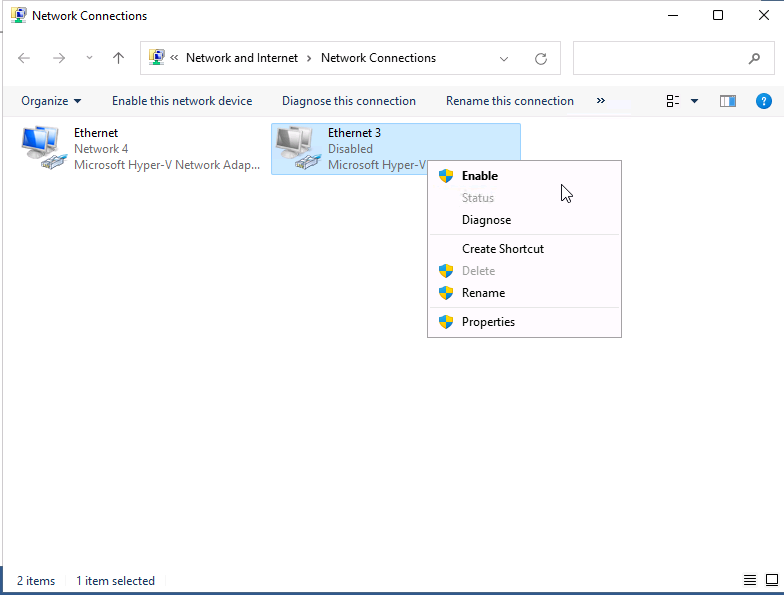 Network Connections
« Network and Internet › Network Connections
Organize Enable this network device Diagnose this connection Rename this connection »
Ethernet
Network 4
Microsoft Hyper-V Network Adap...
Ethernet 3
Disabled
Microsoft Hyper-V
Enable
Status
Diagnose
Create Shortcut
Delete
Rename
Properties
2 items 1 item selected